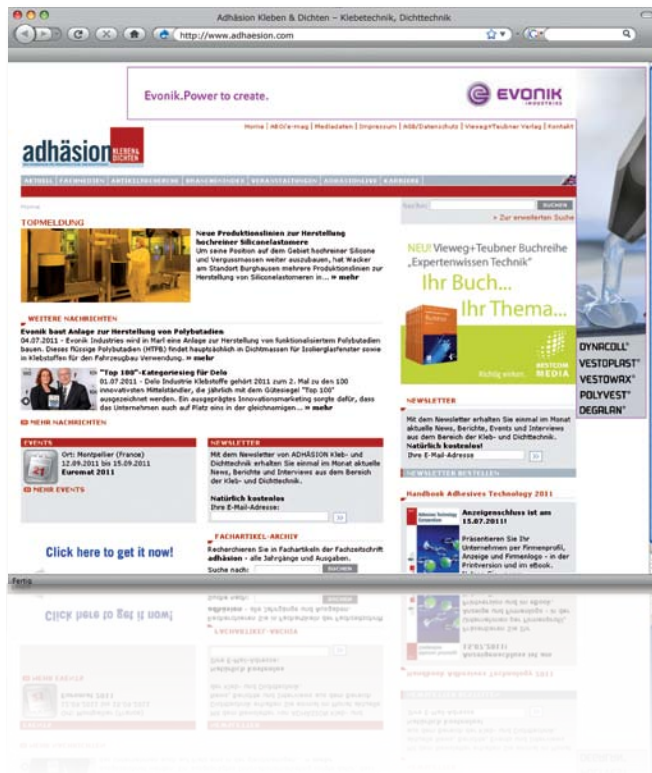 Adhäsion Kleben & Dichten – Klebetechnik, Dichttechnik
http://www.adhaesion.com
Evonik.Power to create.
EVONIK
INDUSTRIES
Home | ABO/e-mag | Mediadaten | Impressum | AGB/Datenschutz | Vieweg+Teubner Verlag | Kontakt
adhäsion KLEBEN&
DICHTEN
AKTUELL | FACHMEDIEN | ARTIKELRECHERCHE | BRANCHENINDEX | VERANSTALTUNGEN | ADHÄSIONLIVE | KARRIERE
Home
Suchen: SUCHEN
» Zur erweiterten Suche
TOPMELDUNG
Neue Produktionslinien zur Herstellung
hochreiner Siliconelastomere
Um seine Position auf dem Gebiet hochreiner Silicone
und Vergussmassen weiter auszubauen, hat Wacker
am Standort Burghausen mehrere Produktionslinien zur
Herstellung von Siliconelastomeren in... » mehr
WEITERE NACHRICHTEN
Evonik baut Anlage zur Herstellung von Polybutadien
04.07.2011 - Evonik Industries wird in Marl eine Anlage zur Herstellung von funktionalisiertem Polybutadien
bauen. Dieses flüssige Polybutadien (HTPB) findet hauptsächlich in Dichtmassen für Isolierglasfenster sowie
in Klebstoffen für den Fahrzeugbau Verwendung. » mehr
"Top 100"-Kategoriesieg für Delo
01.07.2011 - Delo Industrie Klebstoffe gehört 2011 zum 2. Mal zu den 100
innovativsten Mittelständler, die jährlich mit dem Gütesiegel "Top 100"
ausgezeichnet werden. Ein ausgeprägtes Innovationsmarketing sorgte dafür, dass
das Unternehmen auch auf Platz eins in der gleichnamigen... » mehr
MEHR NACHRICHTEN
EVENTS
Ort: Montpellier (France)
12.09.2011 bis 15.09.2011
Euromat 2011
MEHR EVENTS
Click here to get it now!
NEWSLETTER
Mit dem Newsletter von ADHÄSION Kleb- und
Dichttechnik erhalten Sie einmal im Monat aktuelle
News, Berichte und Interviews aus dem Bereich
der Kleb- und Dichttechnik.
Natürlich kostenlos
Ihre E-Mail-Adresse:
FACHARTIKEL-ARCHIV
Recherchieren Sie in Fachartikeln der Fachzeitschrift
adhäsion - alle Jahrgänge und Ausgaben.
Suche nach: SUCHEN
NEU! Vieweg+Teubner Buchreihe
„Expertenwissen Technik"
Ihr Buch...
Ihr Thema...
Richtig wirken.
BESTCOM
MEDIA
NEWSLETTER
Mit dem Newsletter erhalten Sie einmal im Monat
aktuelle News, Berichte, Events und Interviews
aus dem Bereich der Kleb- und Dichttechnik.
Natürlich kostenlos!
Ihre E-Mail-Adresse
NEWSLETTER BESTELLEN
Handbook Adhesives Technology 2011
Anzeigenschluss ist am
15.07.2011!
Präsentieren Sie Ihr
Unternehmen per Firmenprofil,
Anzeige und Firmenlogo - in der
Printversion und im eBook.
DYNACOLL®
VESTOPLAST®
VESTOWAX®
POLYVEST®
DEGALAN®
Fertig